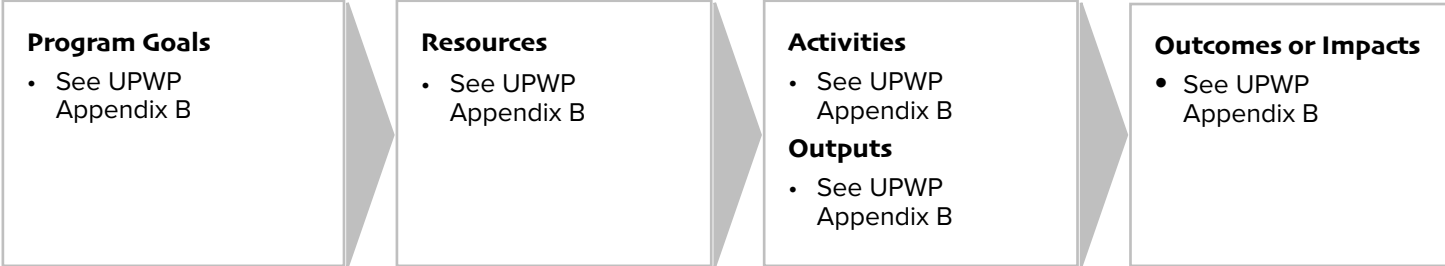 Program Goals
• See UPWP
Appendix B
Resources
• See UPWP
Appendix B
Activities
• See UPWP
Appendix B
Outputs
• See UPWP
Appendix B
Outcomes or Impacts
• See UPWP
Appendix B